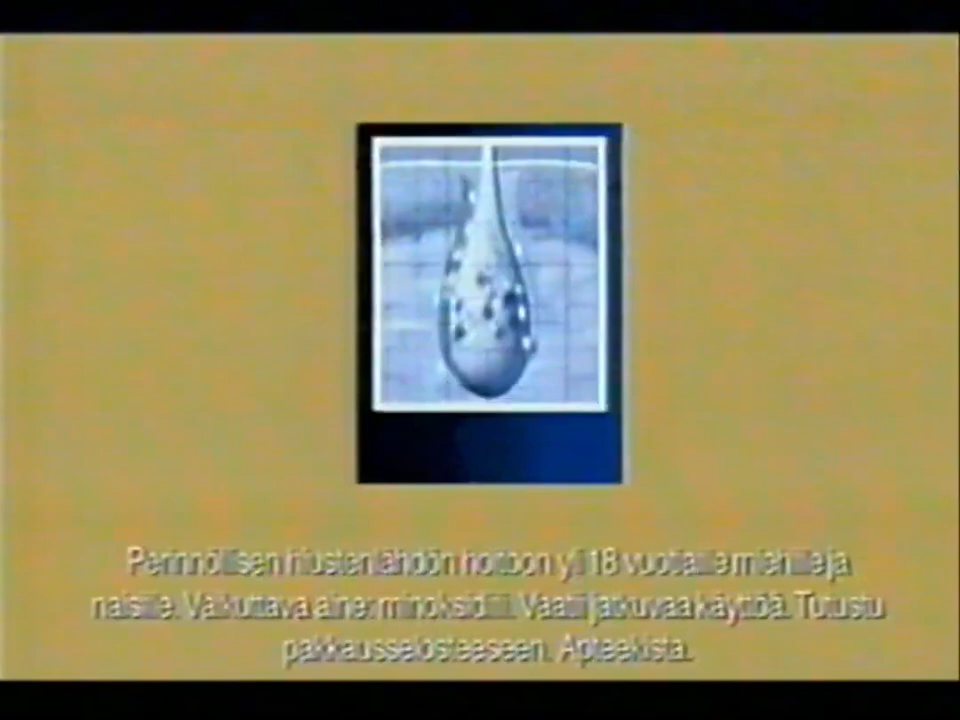 Perinnöllisen hiustenlähdön hoitoon yli 18 vuotiaille miehille ja
naisille. Vaikuttava aine: minoksidiili. Vaatii jatkuvaa käyttöä. Tutustu
pakkausselosteeseen. Apteekista.